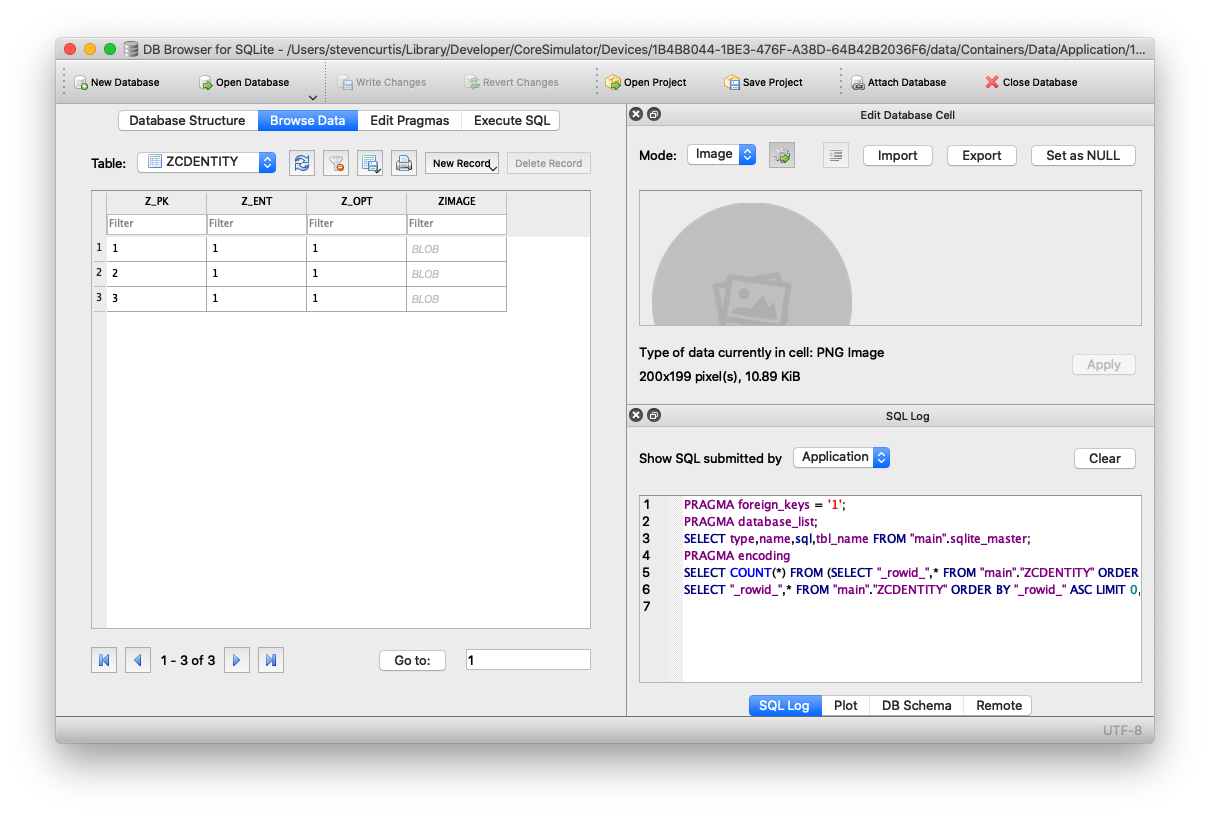 DB Browser for SQLite - /Users/stevencurtis/Library/Developer/CoreSimulator/Devices/1B4B8044-1BE3-476F-A38D-64B42B2036F6/data/Containers/Data/Application/1...
New Database Open Database Write Changes Revert Changes Open Project Save Project Attach Database Close Database
Database Structure Browse Data Edit Pragmas Execute SQL
Table: ZCDENTITY New Record Delete Record
Z_PK Z_ENT Z_OPT ZIMAGE
Filter Filter Filter Filter
1 1 1 1 BLOB
2 2 1 1 BLOB
3 3 1 1 BLOB
1 - 3 of 3 Go to: 1
Edit Database Cell
Mode: Image Import Export Set as NULL
Type of data currently in cell: PNG Image
200x199 pixel(s), 10.89 KiB
Apply
SQL Log
Show SQL submitted by Application Clear
1 PRAGMA foreign_keys = '1';
2 PRAGMA database_list;
3 SELECT type,name,sql,tbl_name FROM "main".sqlite_master;
4 PRAGMA encoding
5 SELECT COUNT(*) FROM (SELECT "_rowid_",* FROM "main"."ZCDENTITY" ORDER
6 SELECT "_rowid_",* FROM "main"."ZCDENTITY" ORDER BY "_rowid_" ASC LIMIT 0,
7
SQL Log Plot DB Schema Remote
UTF-8